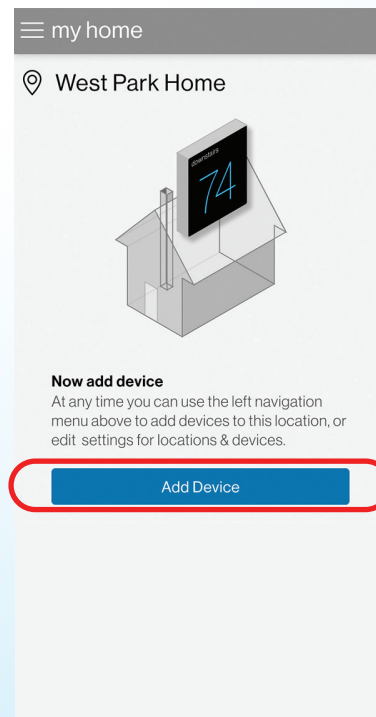 my home
West Park Home
downstairs
74
Now add device
At any time you can use the left navigation
menu above to add devices to this location, or
edit settings for locations & devices.
Add Device